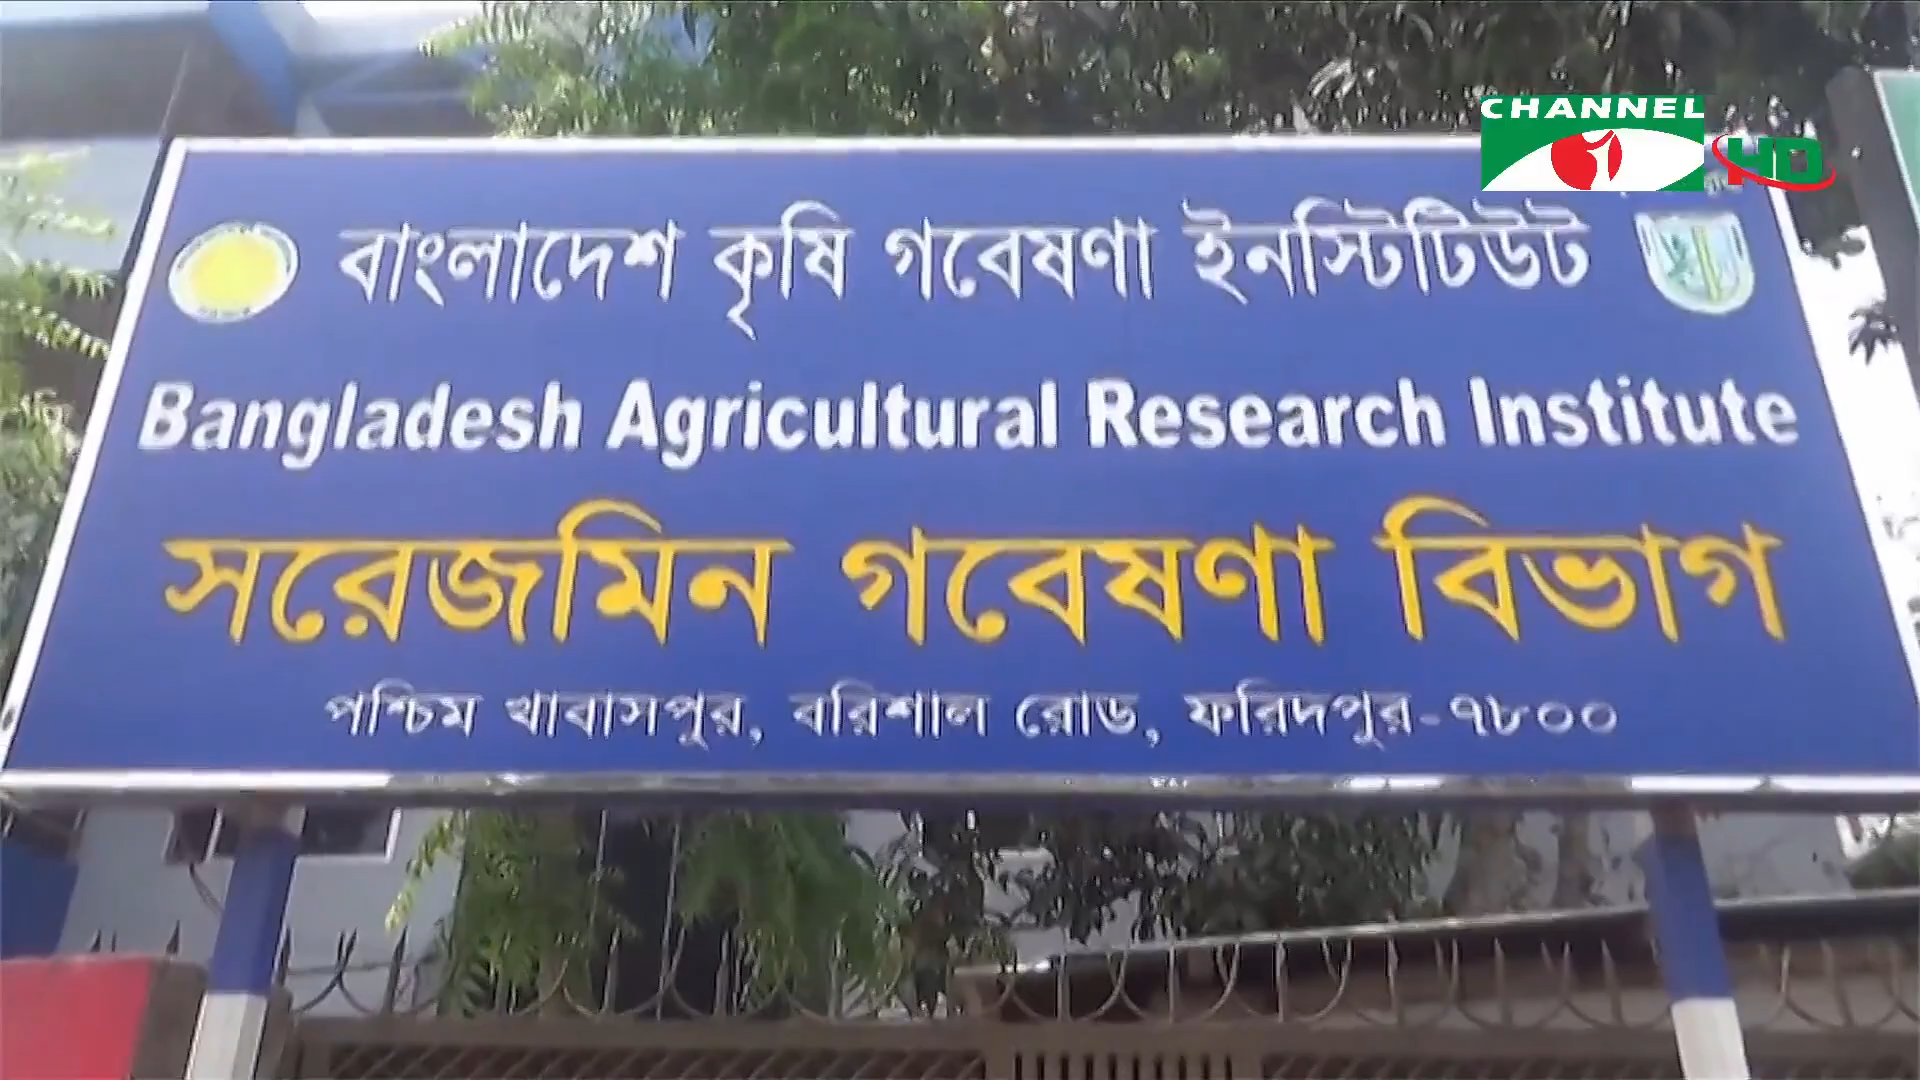 CHANNEL
HD
বাংলাদেশ কৃষি গবেষণা ইনস্টিটিউট
Bangladesh Agricultural Research Institute
সরেজমিন গবেষণা বিভাগ
পশ্চিম খাবাসপুর, বরিশাল রোড, ফরিদপুর-৭৮০০